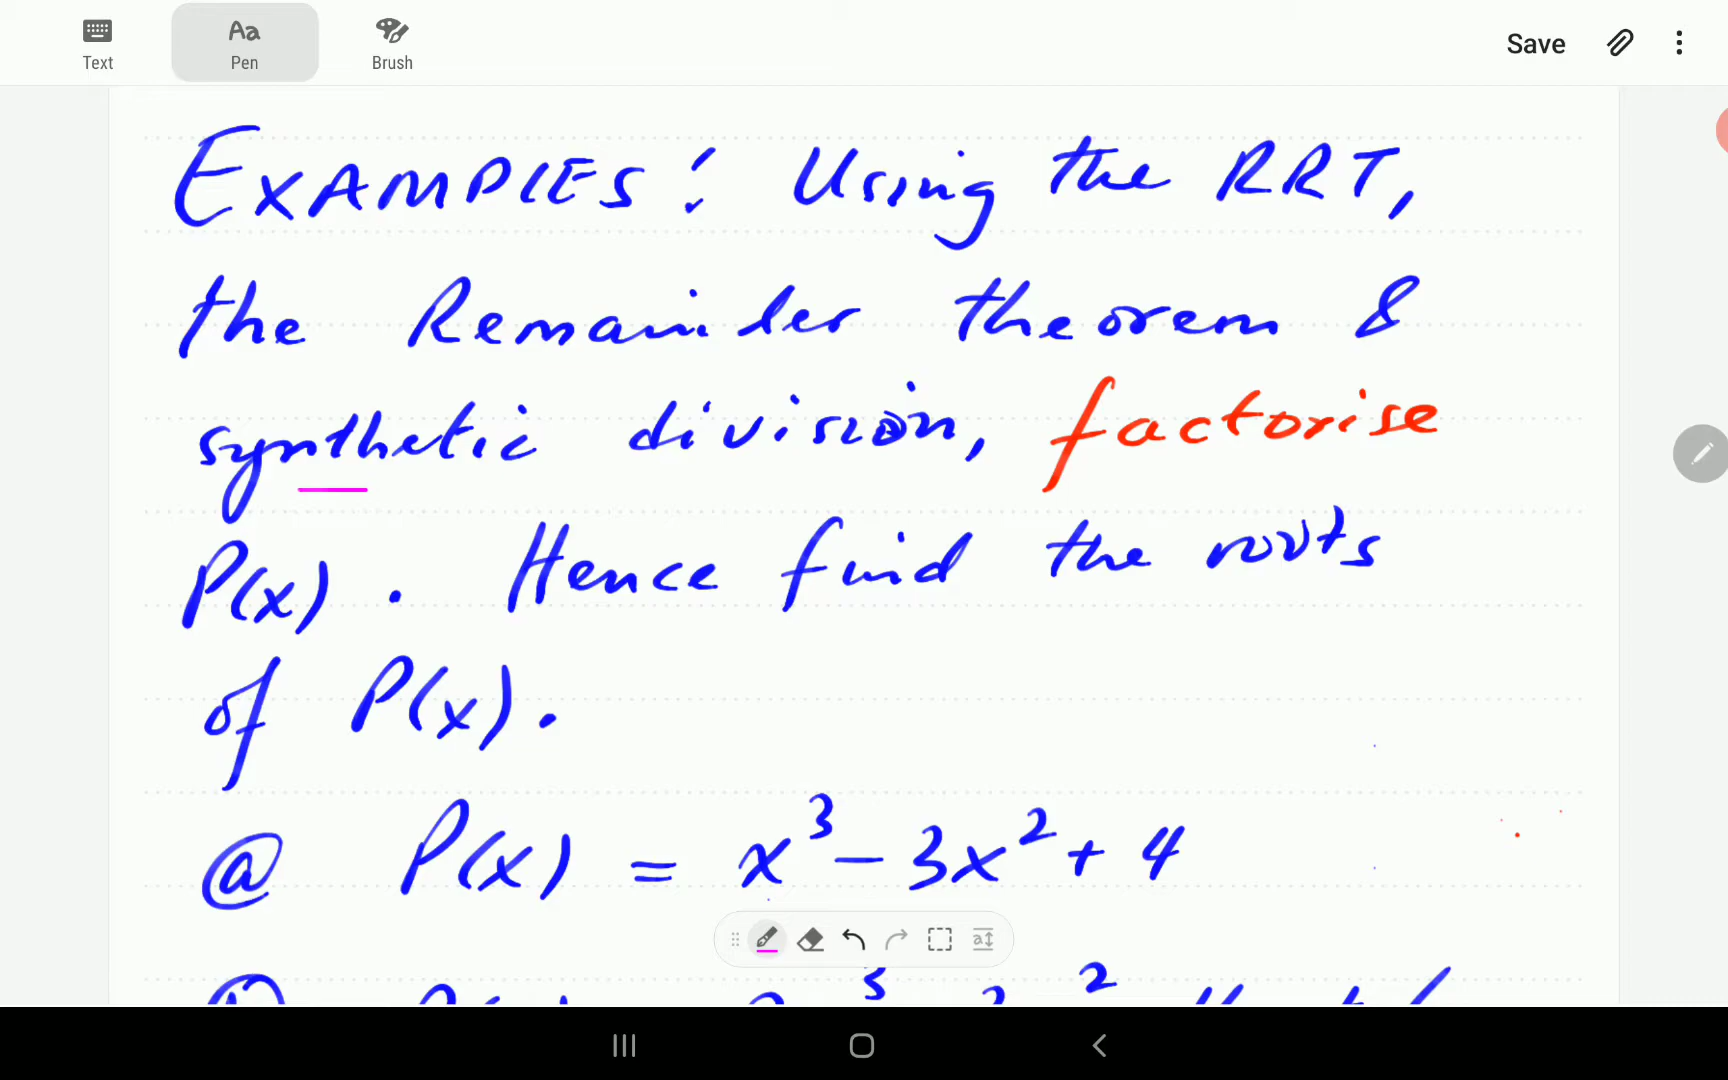 Text
Aa
Pen
Brush
Save
EXAMPLES: Using the RRT,
the Remainder theorem &
synthetic division, factorise
P(x). Hence find the roots
of P(x).
ⓐ P(x) = x³ - 3x² + 4